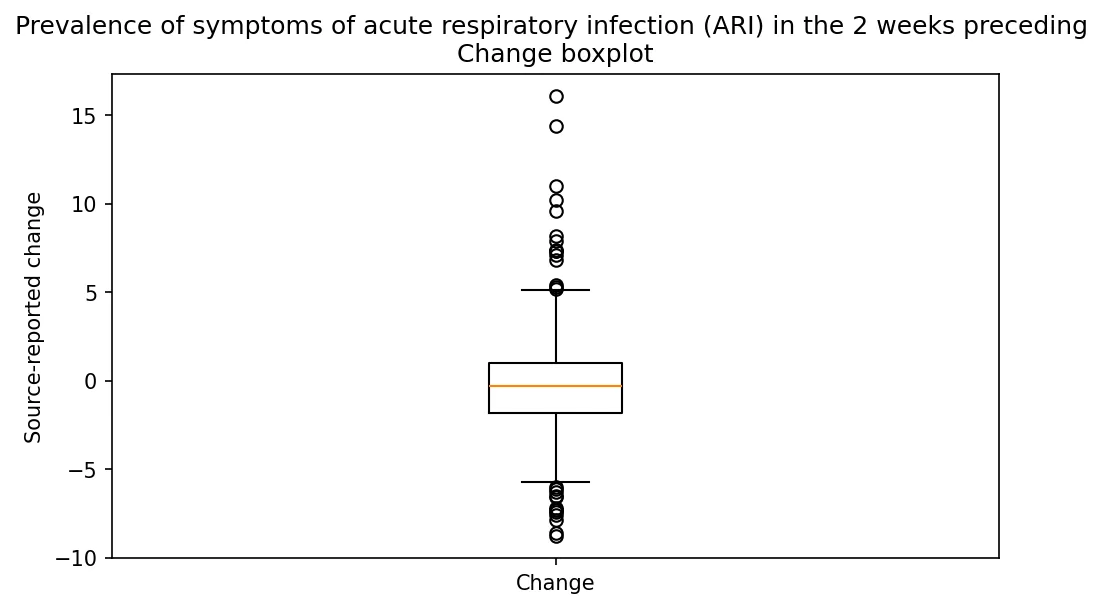 Prevalence of symptoms of acute respiratory infection (ARI) in the 2 weeks preceding
Change boxplot
Source-reported change
15
10
5
0
−5
−10
Change